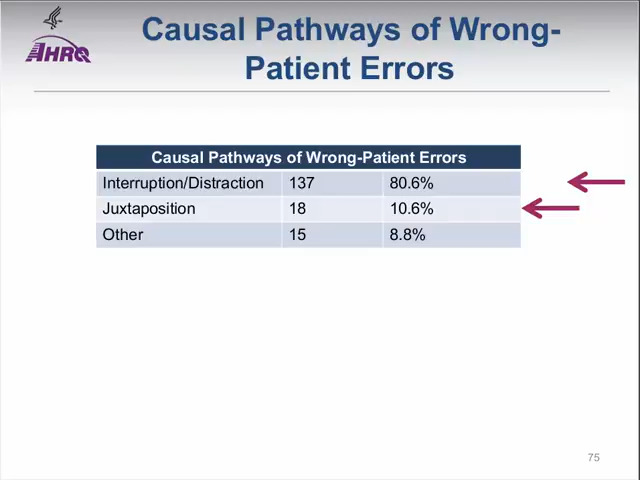 AHRQ
Causal Pathways of Wrong-
Patient Errors
Causal Pathways of Wrong-Patient Errors
Interruption/Distraction 137 80.6%
Juxtaposition 18 10.6%
Other 15 8.8%
75